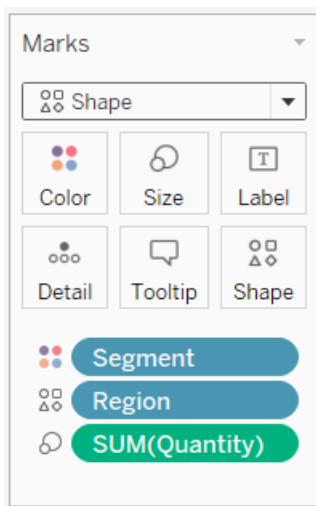 Marks
Shape
Color Size Label
Detail Tooltip Shape
Segment
Region
SUM(Quantity)